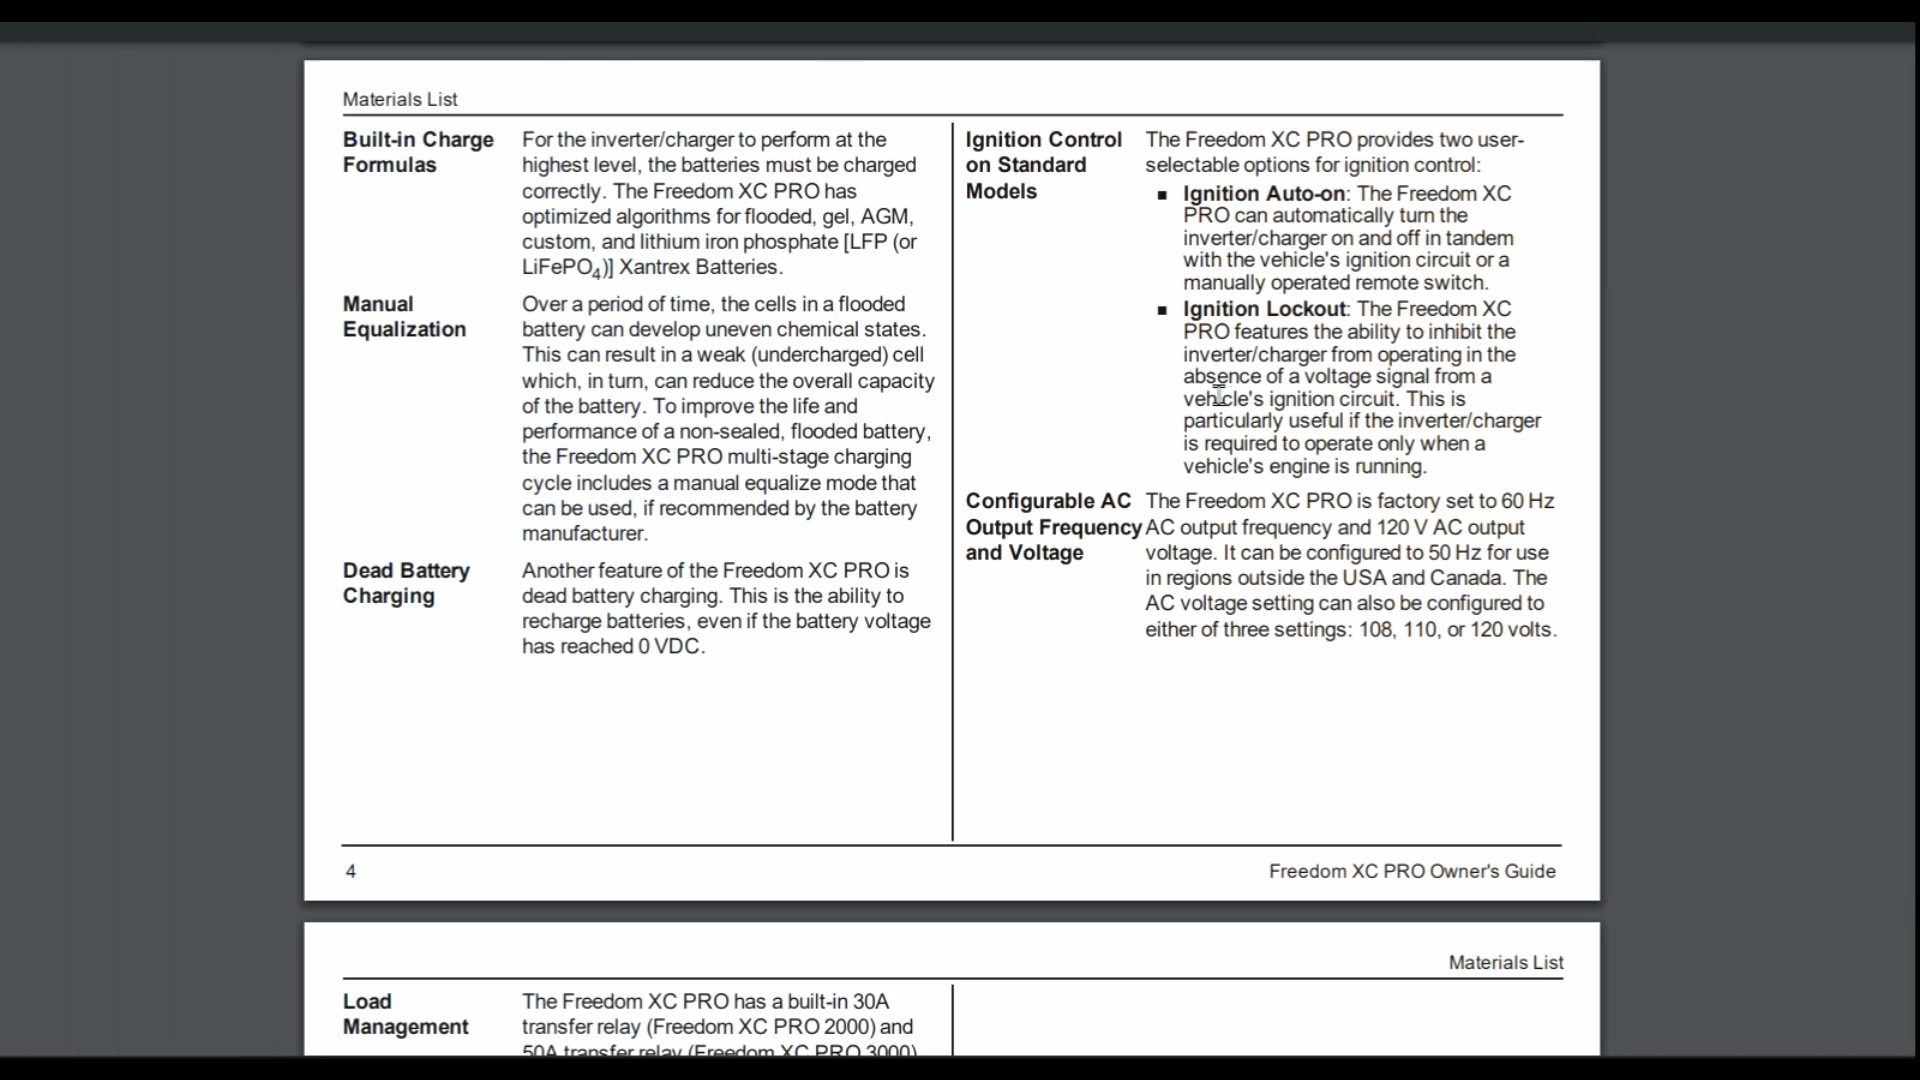 Materials List
Built-in Charge
Formulas
For the inverter/charger to perform at the
highest level, the batteries must be charged
correctly. The Freedom XC PRO has
optimized algorithms for flooded, gel, AGM,
custom, and lithium iron phosphate [LFP (or
LiFePO4)] Xantrex Batteries.
Manual
Equalization
Over a period of time, the cells in a flooded
battery can develop uneven chemical states.
This can result in a weak (undercharged) cell
which, in turn, can reduce the overall capacity
of the battery. To improve the life and
performance of a non-sealed, flooded battery,
the Freedom XC PRO multi-stage charging
cycle includes a manual equalize mode that
can be used, if recommended by the battery
manufacturer.
Dead Battery
Charging
Another feature of the Freedom XC PRO is
dead battery charging. This is the ability to
recharge batteries, even if the battery voltage
has reached 0 VDC.
Ignition Control
on Standard
Models
The Freedom XC PRO provides two user-
selectable options for ignition control:
■ Ignition Auto-on: The Freedom XC
PRO can automatically turn the
inverter/charger on and off in tandem
with the vehicle's ignition circuit or a
manually operated remote switch.
■ Ignition Lockout: The Freedom XC
PRO features the ability to inhibit the
inverter/charger from operating in the
absence of a voltage signal from a
vehicle's ignition circuit. This is
particularly useful if the inverter/charger
is required to operate only when a
vehicle's engine is running.
Configurable AC
Output Frequency
and Voltage
The Freedom XC PRO is factory set to 60 Hz
AC output frequency and 120 V AC output
voltage. It can be configured to 50 Hz for use
in regions outside the USA and Canada. The
AC voltage setting can also be configured to
either of three settings: 108, 110, or 120 volts.
4
Freedom XC PRO Owner's Guide
Materials List
Load
Management
The Freedom XC PRO has a built-in 30A
transfer relay (Freedom XC PRO 2000) and
50A transfer relay (Freedom XC PRO 3000)